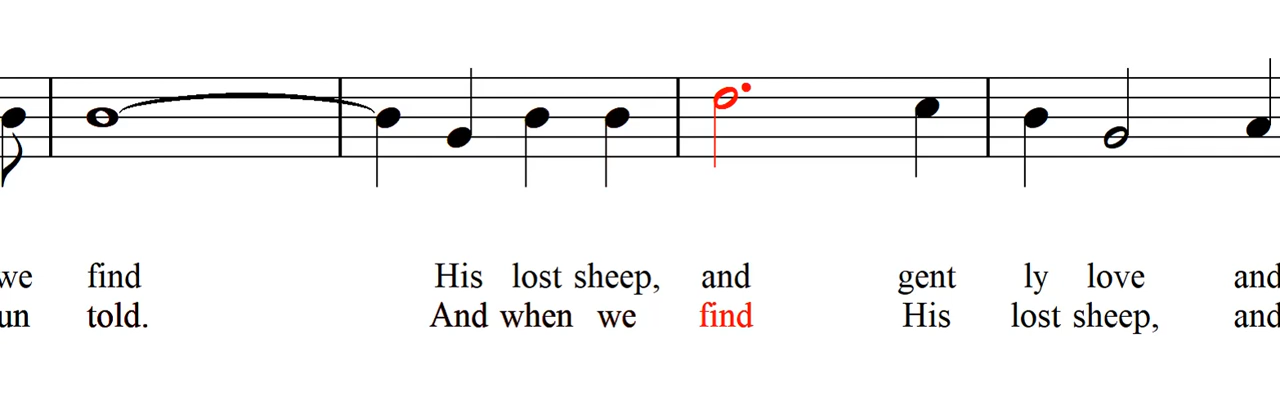 we find His lost sheep, and gent ly love and
un told. And when we find His lost sheep, and